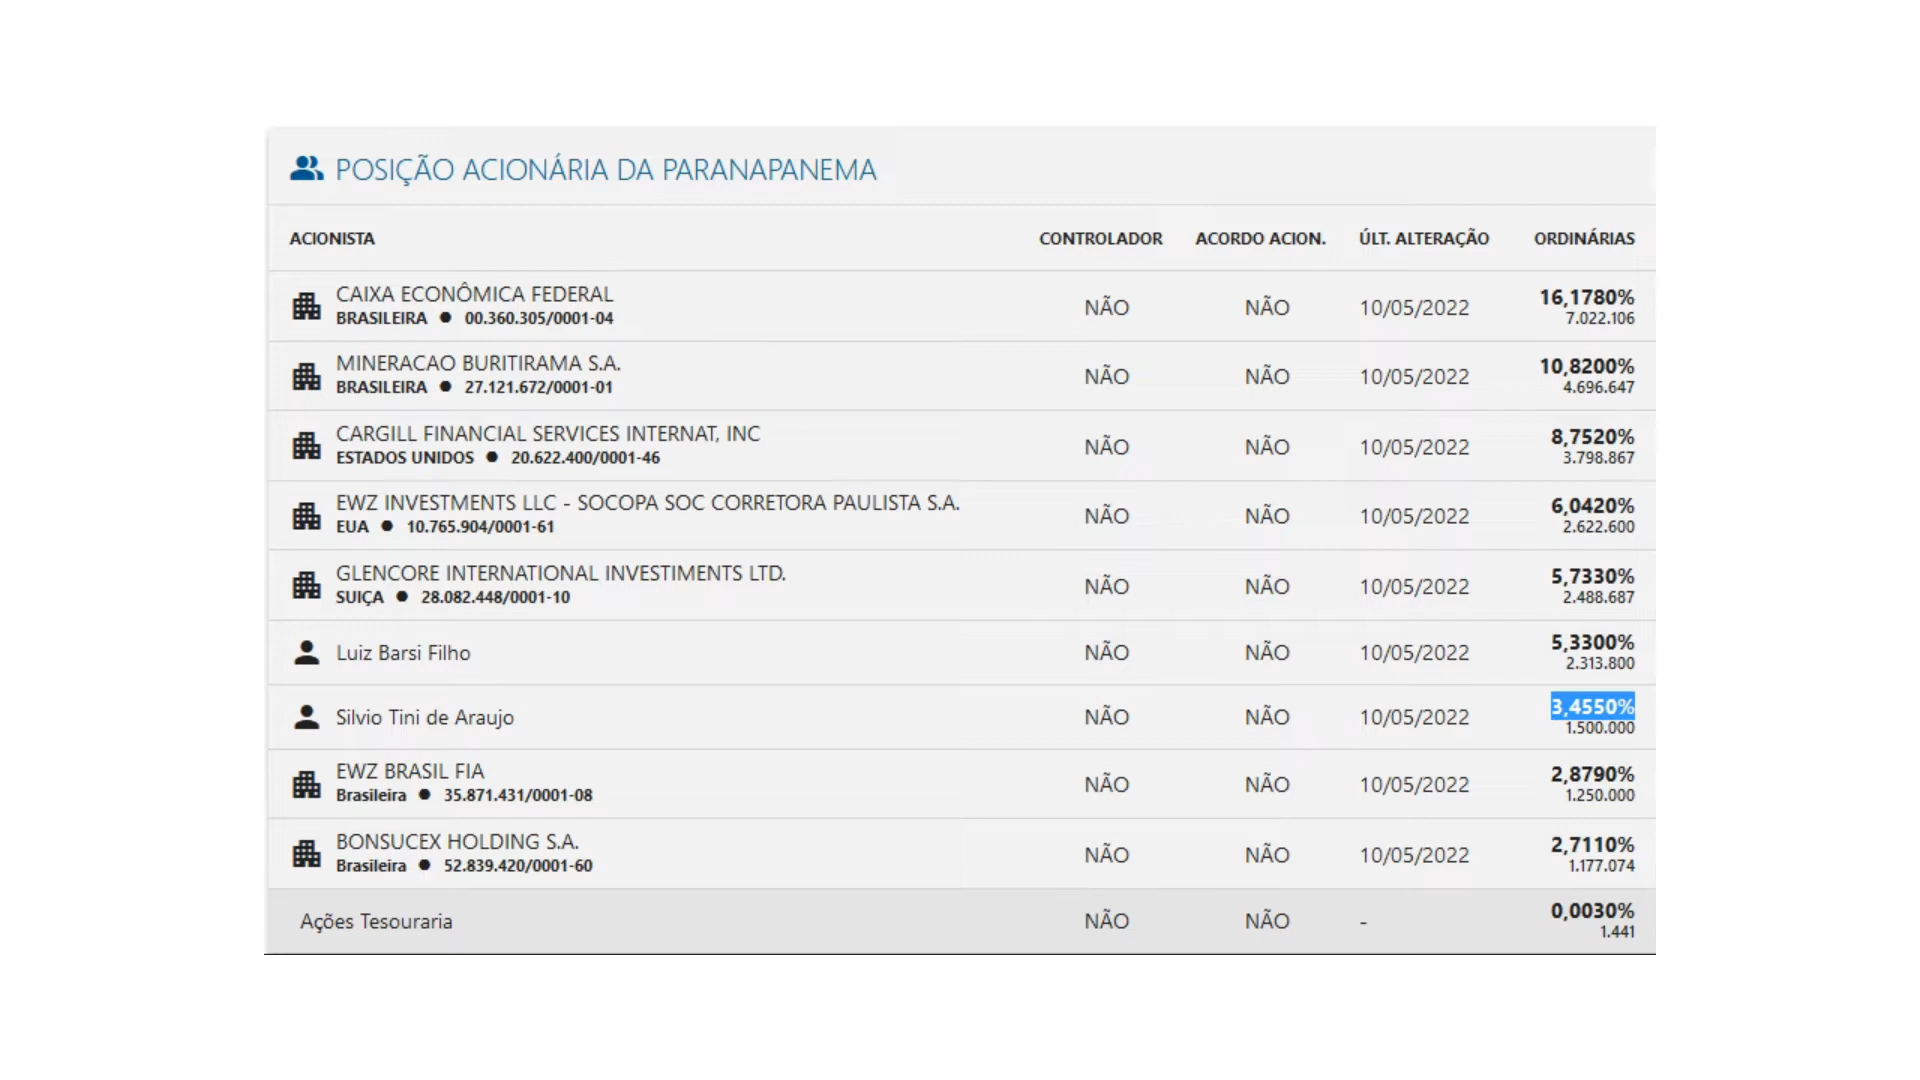 POSIÇÃO ACIONÁRIA DA PARANAPANEMA
ACIONISTA CONTROLADOR ACORDO ACION. ÚLT. ALTERAÇÃO ORDINÁRIAS
CAIXA ECONÔMICA FEDERAL
BRASILEIRA ● 00.360.305/0001-04
NÃO NÃO 10/05/2022
16,1780%
7.022.106
MINERACAO BURITIRAMA S.A.
BRASILEIRA ● 27.121.672/0001-01
NÃO NÃO 10/05/2022
10,8200%
4.696.647
CARGILL FINANCIAL SERVICES INTERNAT, INC
ESTADOS UNIDOS ● 20.622.400/0001-46
NÃO NÃO 10/05/2022
8,7520%
3.798.867
EWZ INVESTMENTS LLC - SOCOPA SOC CORRETORA PAULISTA S.A.
EUA ● 10.765.904/0001-61
NÃO NÃO 10/05/2022
6,0420%
2.622.600
GLENCORE INTERNATIONAL INVESTIMENTS LTD.
SUIÇA ● 28.082.448/0001-10
NÃO NÃO 10/05/2022
5,7330%
2.488.687
Luiz Barsi Filho
NÃO NÃO 10/05/2022
5,3300%
2.313.800
Silvio Tini de Araujo
NÃO NÃO 10/05/2022
3,4550%
1.500.000
EWZ BRASIL FIA
Brasileira ● 35.871.431/0001-08
NÃO NÃO 10/05/2022
2,8790%
1.250.000
BONSUCEX HOLDING S.A.
Brasileira ● 52.839.420/0001-60
NÃO NÃO 10/05/2022
2,7110%
1.177.074
Ações Tesouraria
NÃO NÃO -
0,0030%
1.441